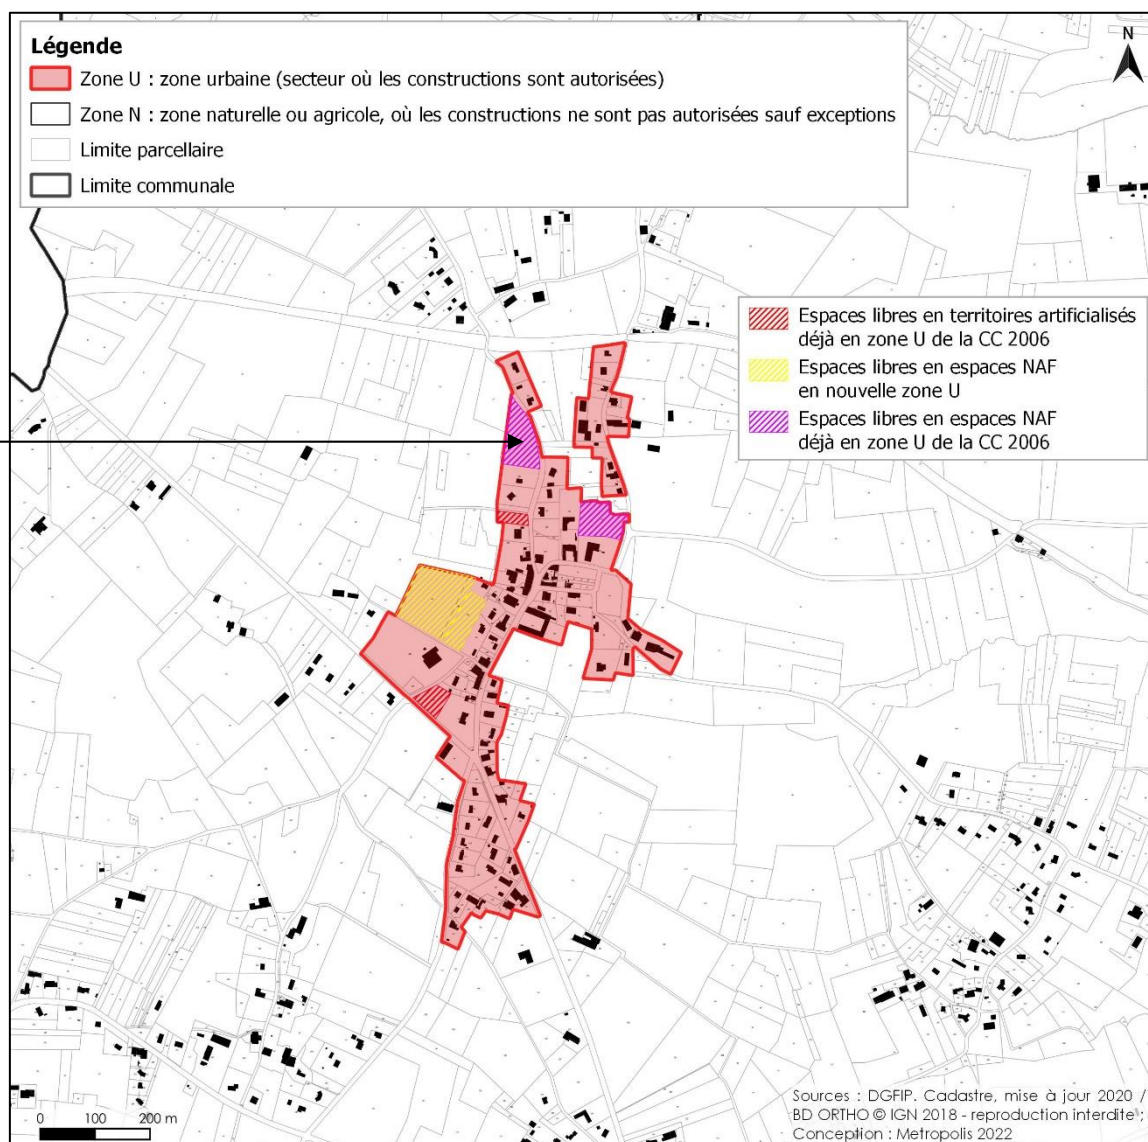 Légende
Zone U : zone urbaine (secteur où les constructions sont autorisées)
Zone N : zone naturelle ou agricole, où les constructions ne sont pas autorisées sauf exceptions
Limite parcellaire
Limite communale
N
Espaces libres en territoires artificialisés
déjà en zone U de la CC 2006
Espaces libres en espaces NAF
en nouvelle zone U
Espaces libres en espaces NAF
déjà en zone U de la CC 2006
0 100 200 m
Sources : DGFIP. Cadastre, mise à jour 2020 /
BD ORTHO © IGN 2018 - reproduction interdite ;
Conception : Metropolis 2022